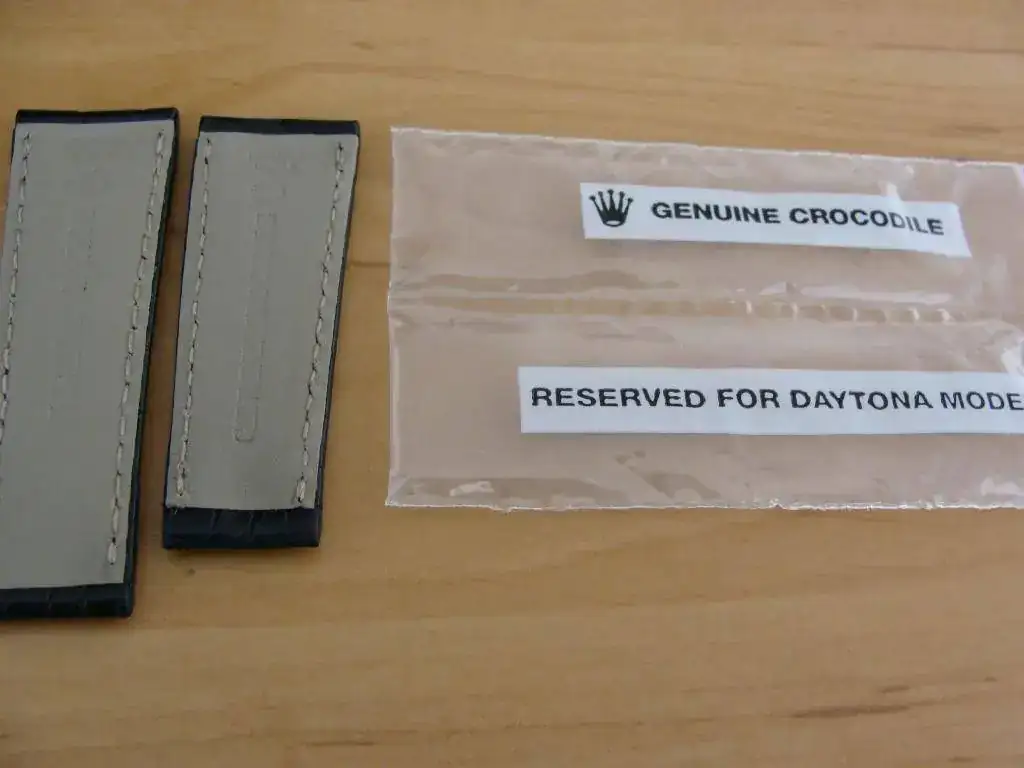 GENUINE CROCODILE
RESERVED FOR DAYTONA MODE